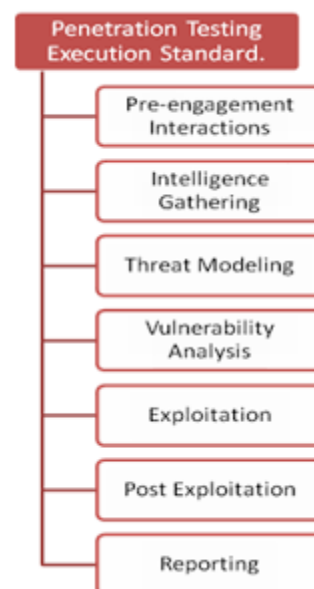 Penetration Testing
Execution Standard.
Pre-engagement
Interactions
Intelligence
Gathering
Threat Modeling
Vulnerability
Analysis
Exploitation
Post Exploitation
Reporting